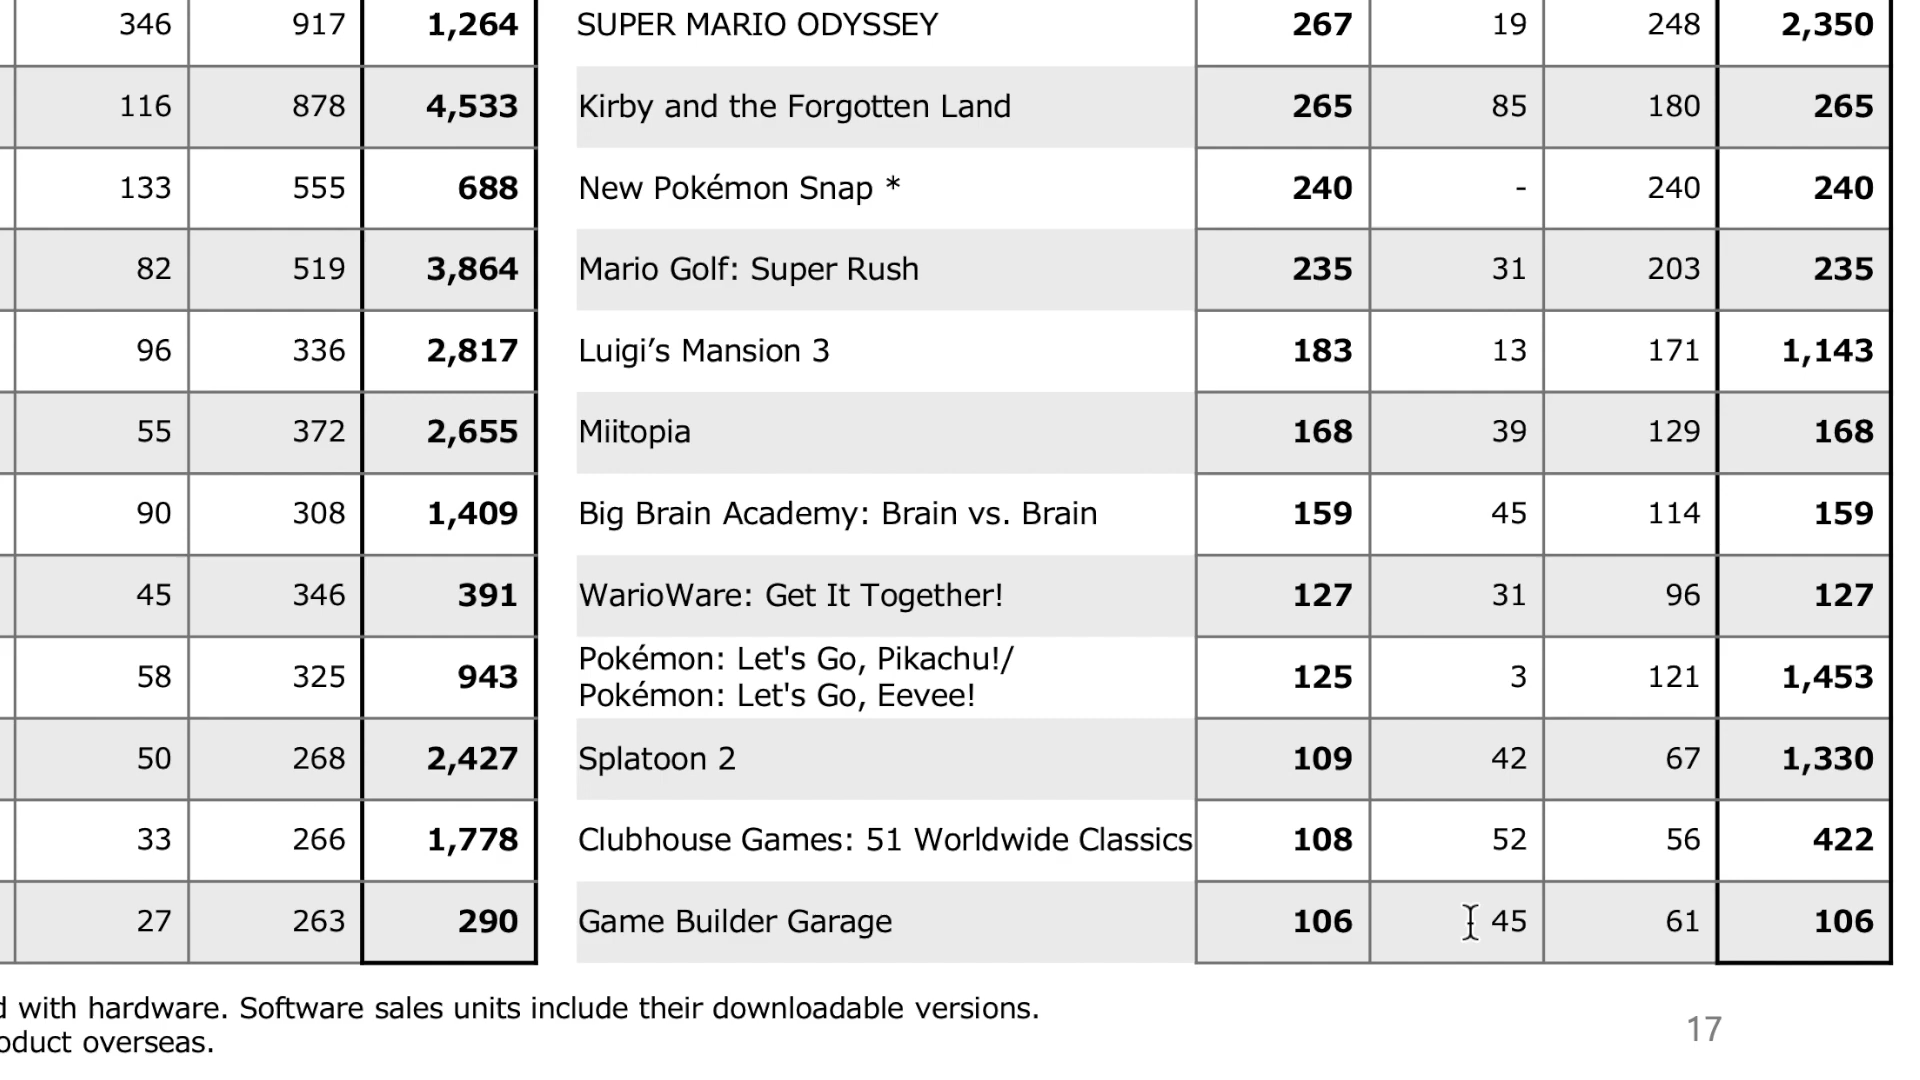 346 917 1,264 SUPER MARIO ODYSSEY 267 19 248 2,350
116 878 4,533 Kirby and the Forgotten Land 265 85 180 265
133 555 688 New Pokémon Snap * 240 - 240 240
82 519 3,864 Mario Golf: Super Rush 235 31 203 235
96 336 2,817 Luigi’s Mansion 3 183 13 171 1,143
55 372 2,655 Miitopia 168 39 129 168
90 308 1,409 Big Brain Academy: Brain vs. Brain 159 45 114 159
45 346 391 WarioWare: Get It Together! 127 31 96 127
58 325 943 Pokémon: Let's Go, Pikachu!/
Pokémon: Let's Go, Eevee! 125 3 121 1,453
50 268 2,427 Splatoon 2 109 42 67 1,330
33 266 1,778 Clubhouse Games: 51 Worldwide Classics 108 52 56 422
27 263 290 Game Builder Garage 106 45 61 106
d with hardware. Software sales units include their downloadable versions.
oduct overseas.
17